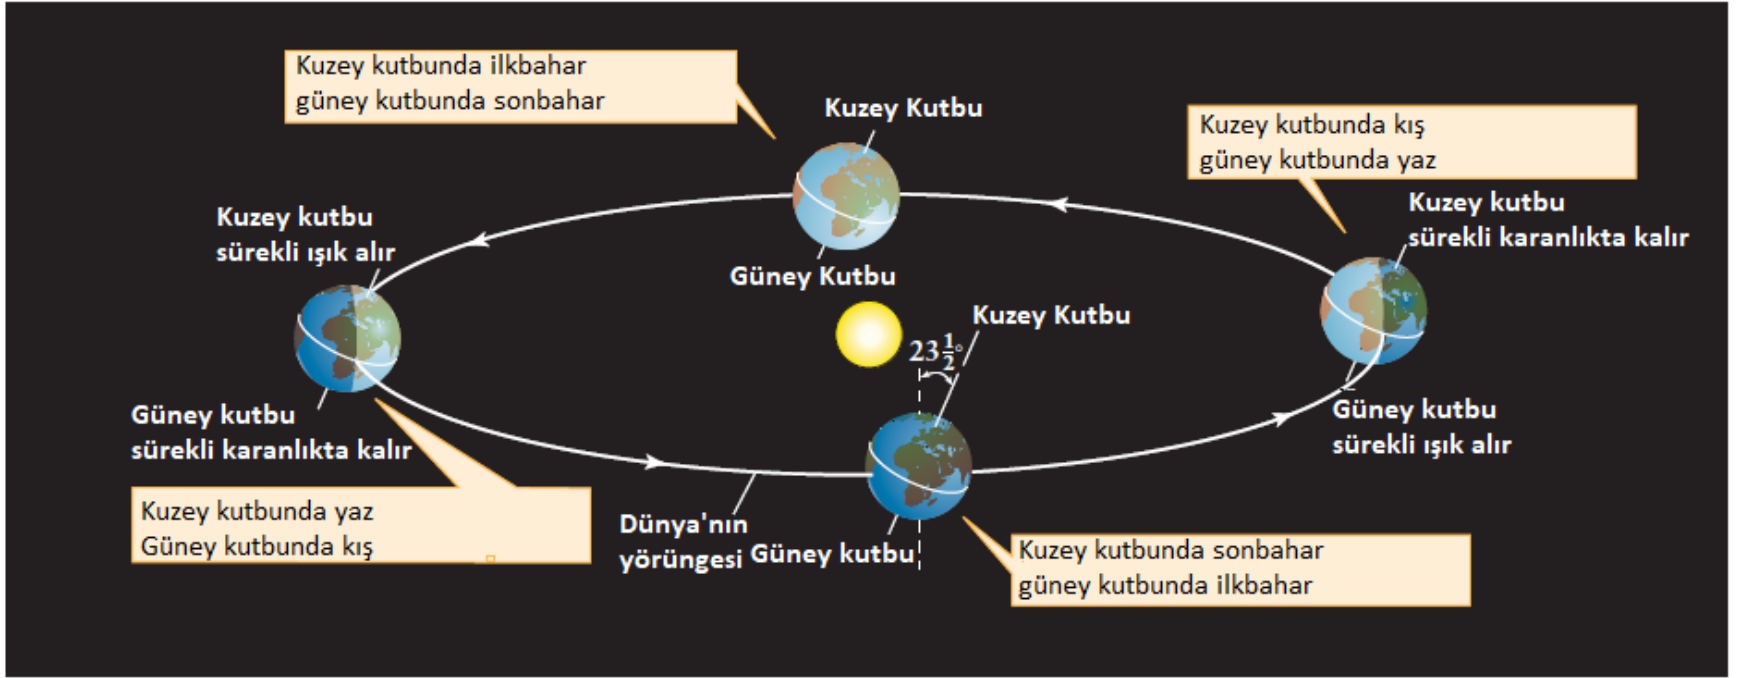 Kuzey kutbunda ilkbahar
güney kutbunda sonbahar
Kuzey Kutbu
Kuzey kutbunda kış
güney kutbunda yaz
Kuzey kutbu
sürekli ışık alır
Kuzey kutbu
sürekli karanlıkta kalır
Güney Kutbu
Kuzey Kutbu
23 1/2°
Güney kutbu
sürekli karanlıkta kalır
Güney kutbu
sürekli ışık alır
Kuzey kutbunda yaz
Güney kutbunda kış
Dünya'nın
yörüngesi
Güney kutbu
Kuzey kutbunda sonbahar
güney kutbunda ilkbahar